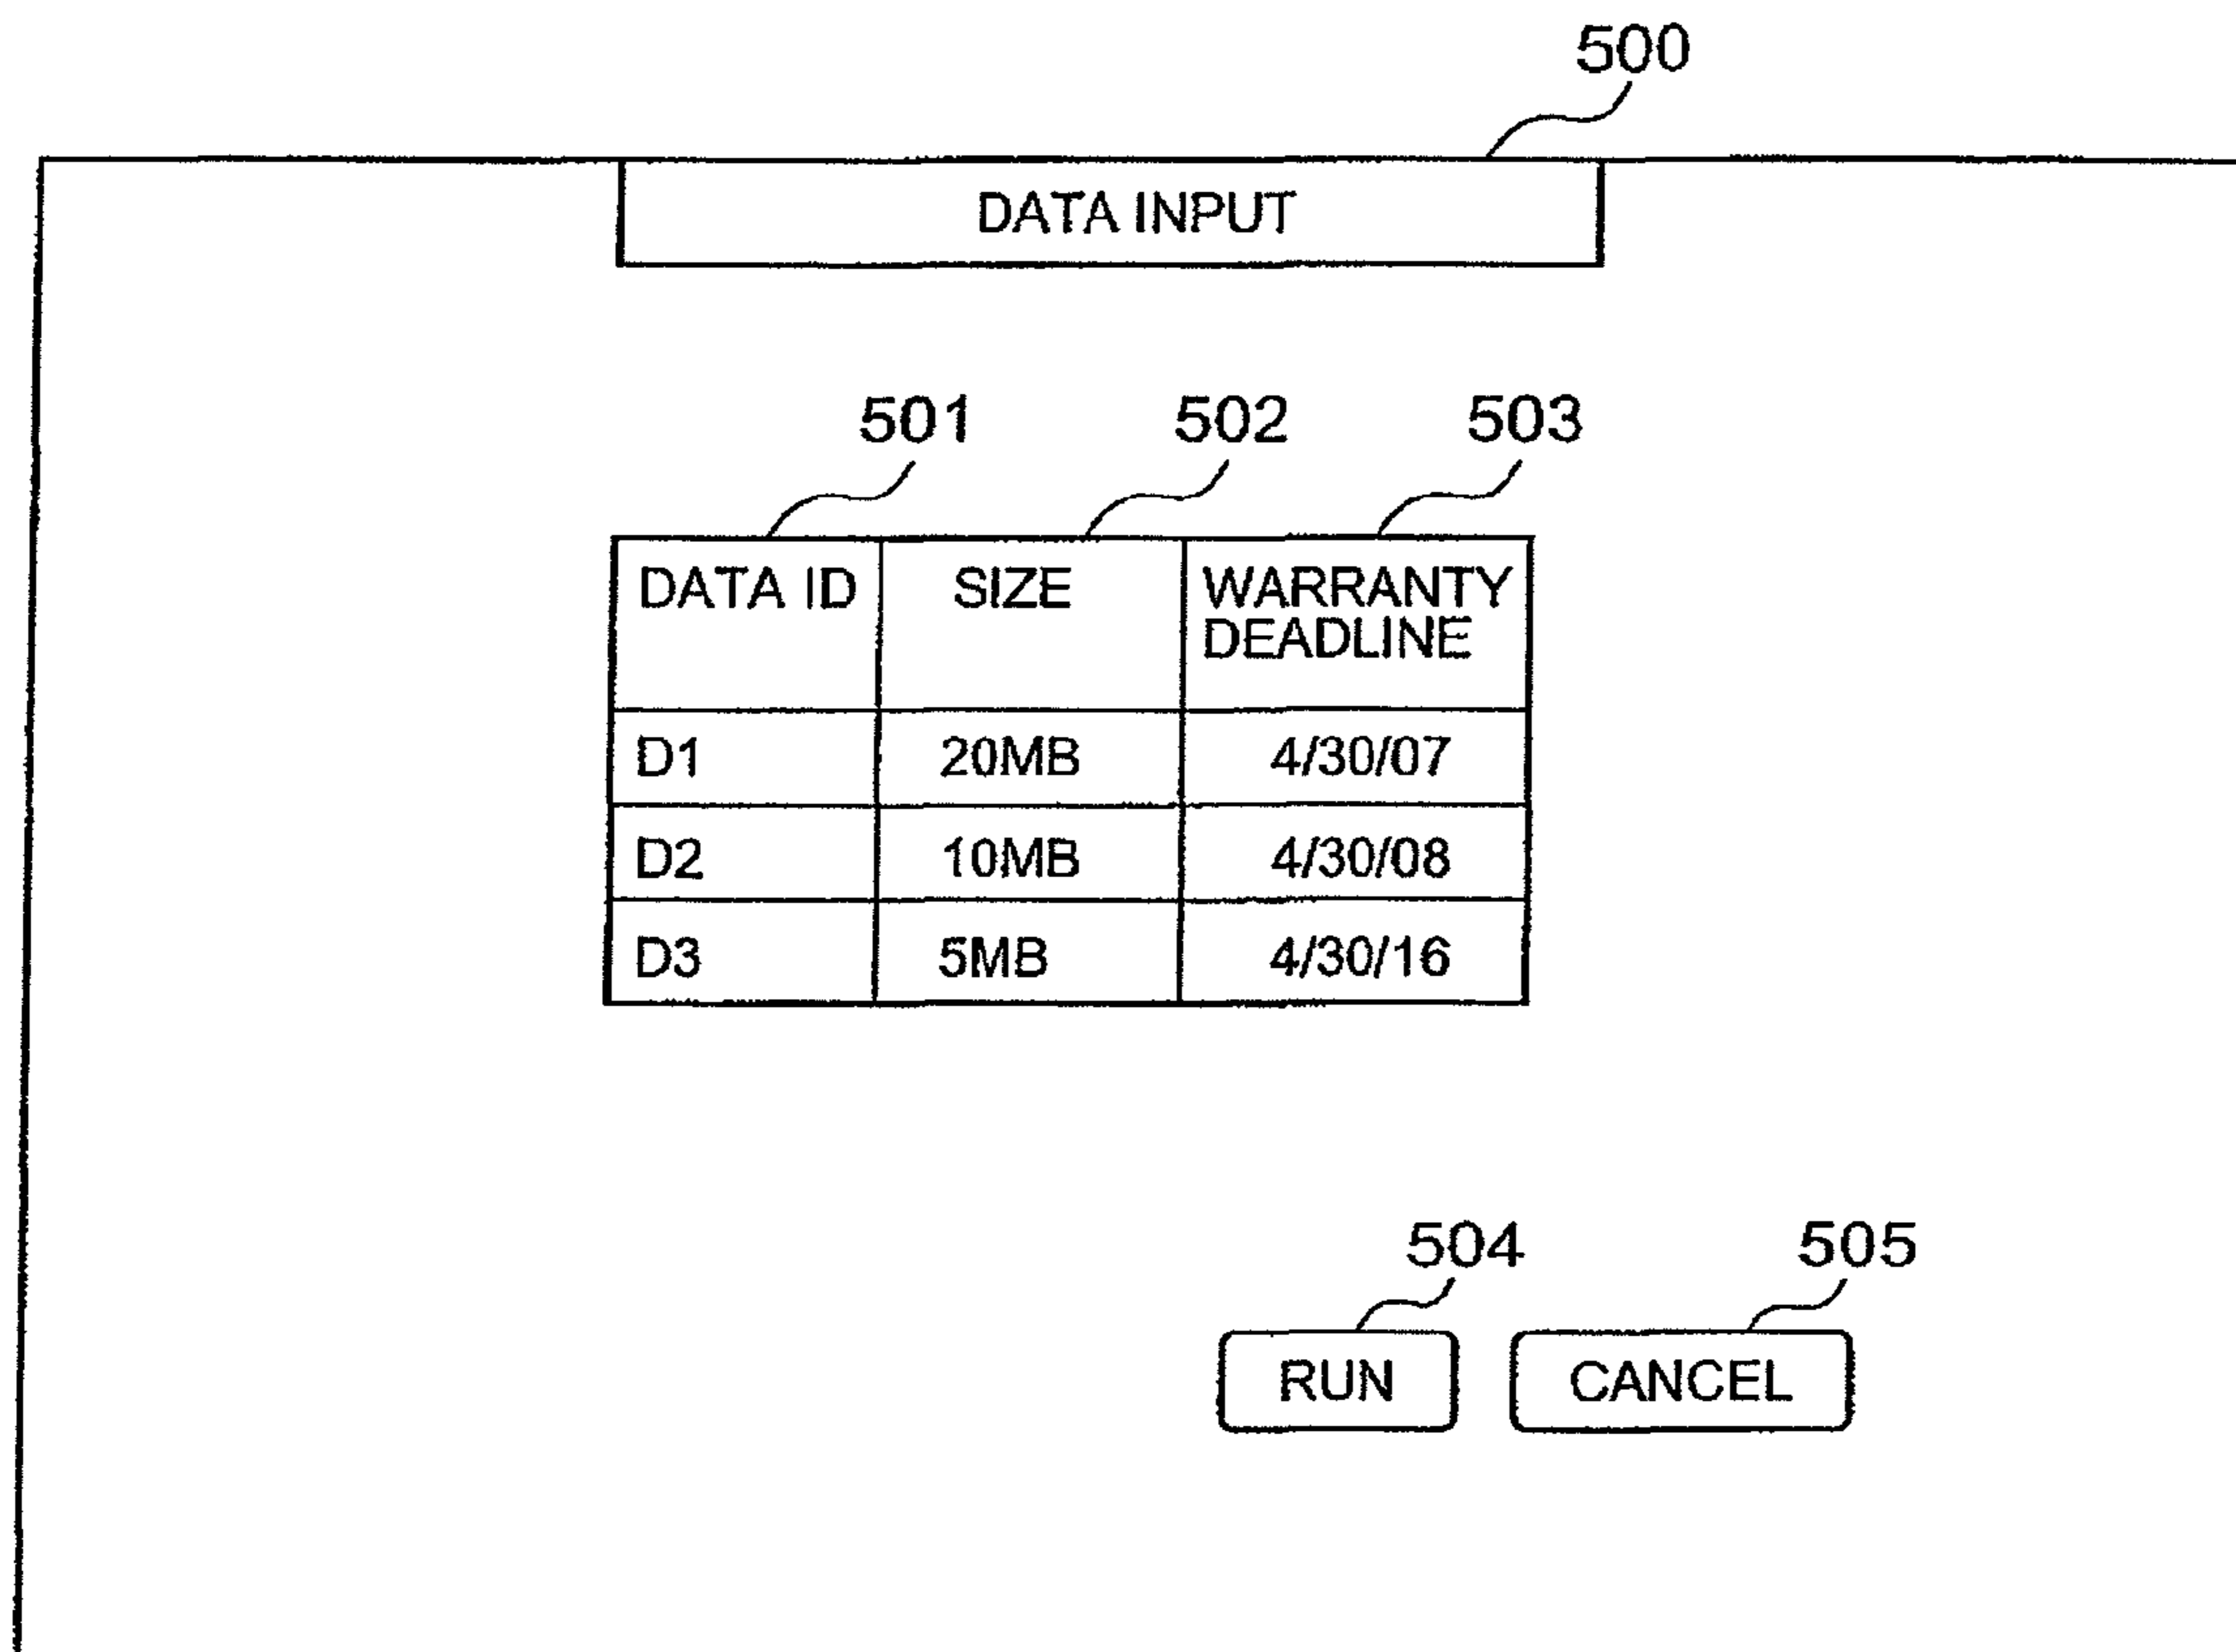 500
DATA INPUT
501 502 503
DATA ID SIZE WARRANTY
DEADLINE
D1 20MB 4/30/07
D2 10MB 4/30/08
D3 5MB 4/30/16
504 505
RUN CANCEL